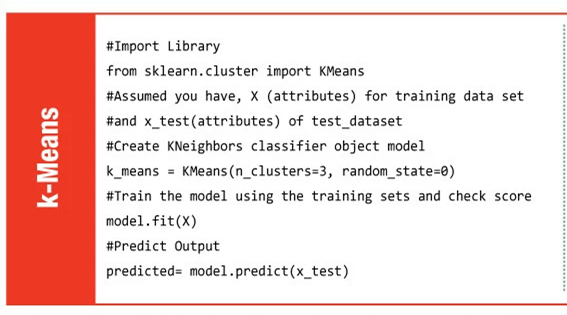 k-Means
#Import Library
from sklearn.cluster import KMeans
#Assumed you have, X (attributes) for training data set
#and x_test(attributes) of test_dataset
#Create KNeighbors classifier object model
k_means = KMeans(n_clusters=3, random_state=0)
#Train the model using the training sets and check score
model.fit(X)
#Predict Output
predicted= model.predict(x_test)